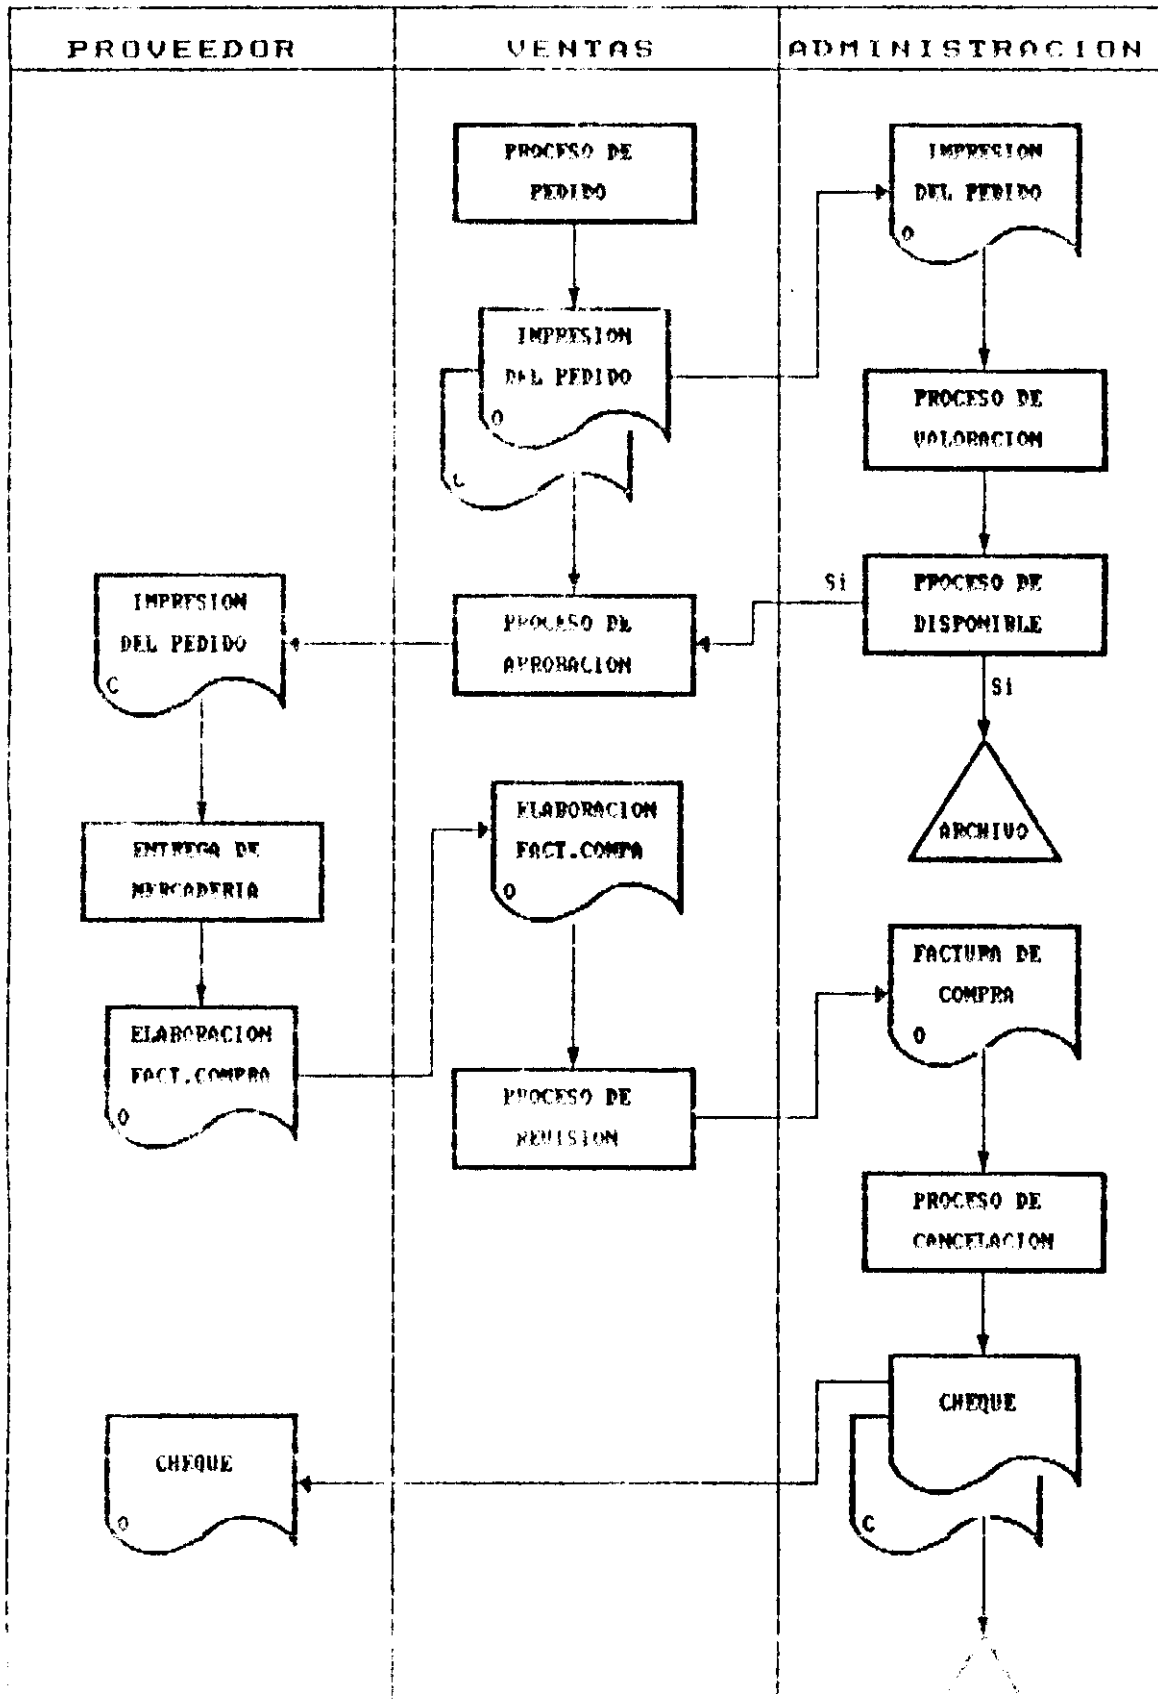 PROVEEDOR
VENTAS
ADMINISTRACION
PROCESO DE
PEDIDO
IMPRESION
DEL PEDIDO
O
IMPRESION
DEL PEDIDO
O
C
PROCESO DE
VALORACION
PROCESO DE
DISPONIBLE
Si
Si
PROCESO DE
APROBACION
IMPRESION
DEL PEDIDO
C
ARCHIVO
ENTREGA DE
MERCADERIA
ELABORACION
FACT.COMPA
O
ELABORACION
FACT.COMPRA
O
PROCESO DE
REVISION
FACTURA DE
COMPRA
O
PROCESO DE
CANCELACION
CHEQUE
C
CHEQUE
O